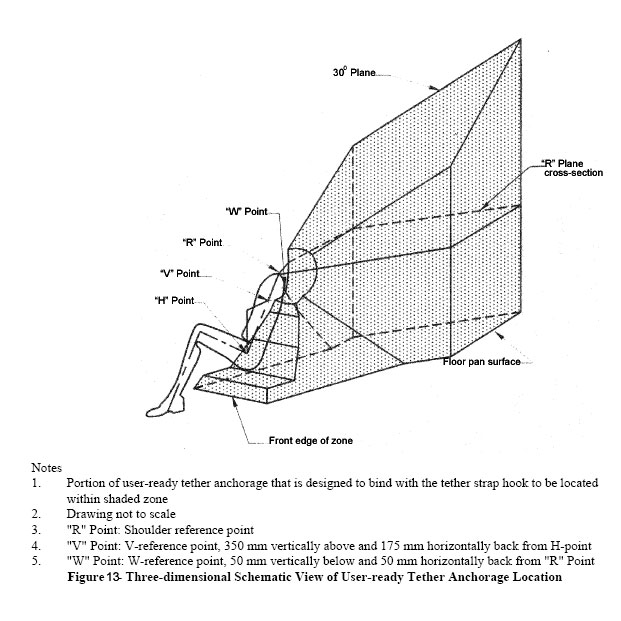 30° Plane
"R" Plane
cross-section
"W" Point
"R" Point
"V" Point
"H" Point
Floor pan surface
Front edge of zone
Notes
1. Portion of user-ready tether anchorage that is designed to bind with the tether strap hook to be located
within shaded zone
2. Drawing not to scale
3. "R" Point: Shoulder reference point
4. "V" Point: V-reference point, 350 mm vertically above and 175 mm horizontally back from H-point
5. "W" Point: W-reference point, 50 mm vertically below and 50 mm horizontally back from "R" Point
Figure 13- Three-dimensional Schematic View of User-ready Tether Anchorage Location